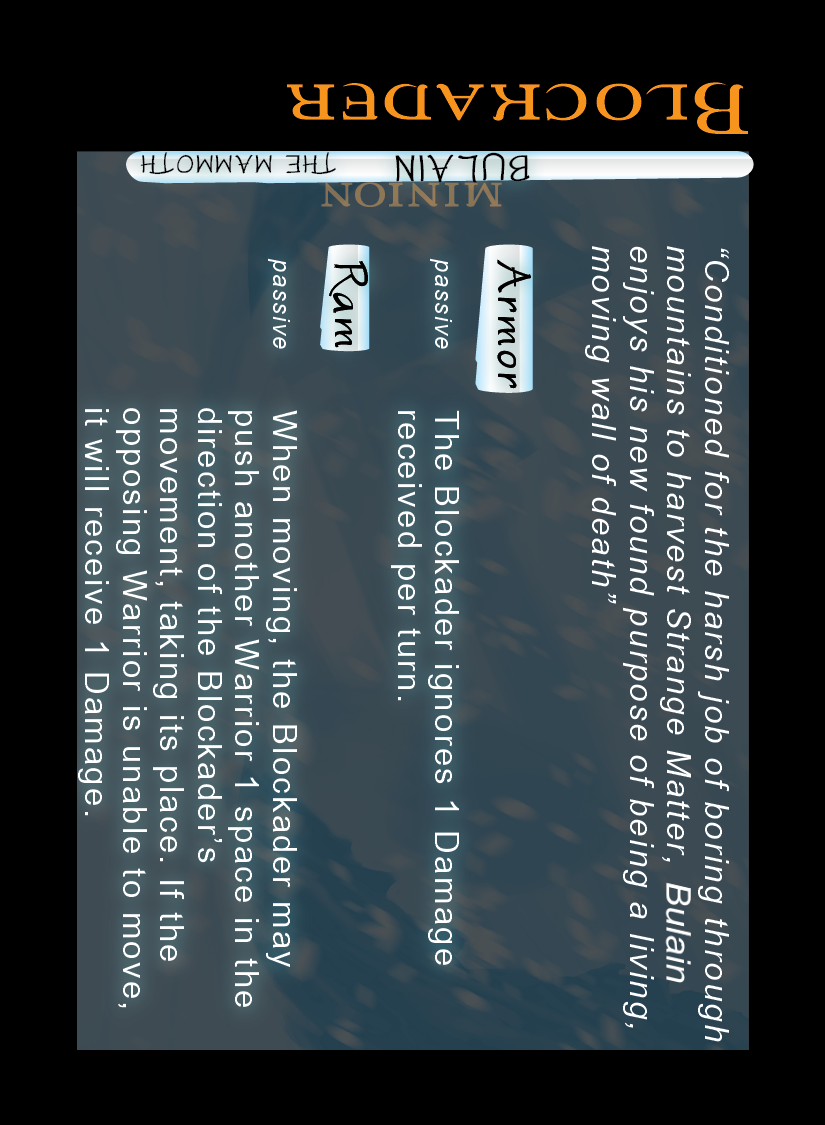 BLOCKADER
BULAIN THE MAMMOTH
MINION
“Conditioned for the harsh job of boring through
mountains to harvest Strange Matter, Bulain
enjoys his new found purpose of being a living,
moving wall of death”
Armor
passive
The Blockader ignores 1 Damage
received per turn.
Ram
passive
When moving, the Blockader may
push another Warrior 1 space in the
direction of the Blockader’s
movement, taking its place. If the
opposing Warrior is unable to move,
it will receive 1 Damage.